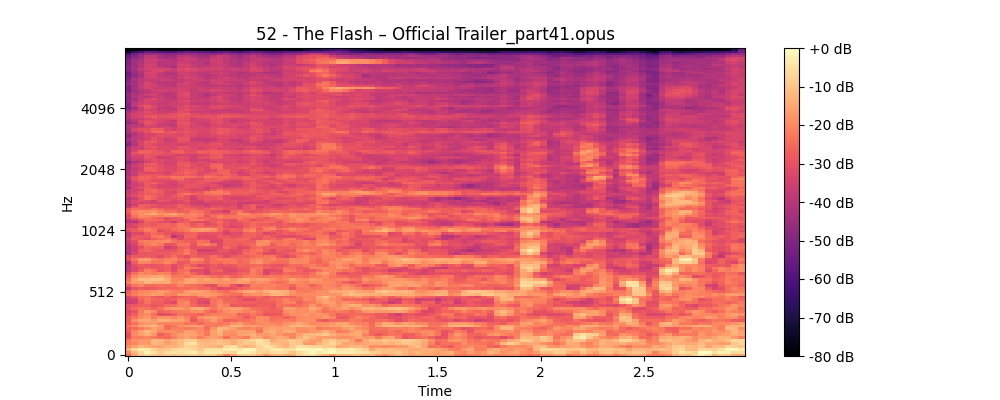 52 - The Flash – Official Trailer_part41.opus
Hz
4096
2048
1024
512
0
0
0.5
1
1.5
2
2.5
Time
+0 dB
-10 dB
-20 dB
-30 dB
-40 dB
-50 dB
-60 dB
-70 dB
-80 dB